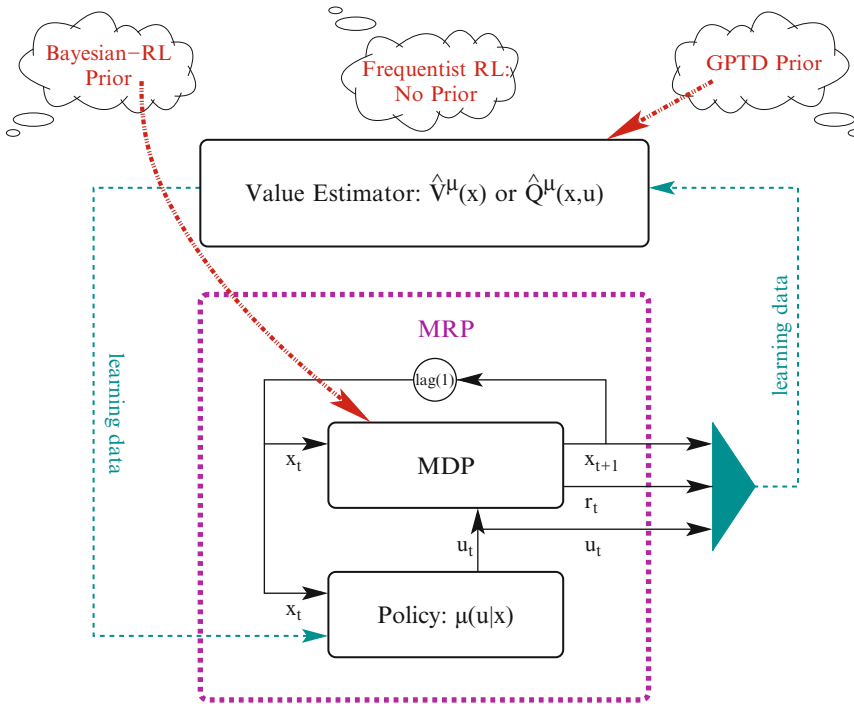 Bayesian−RL
Prior
Frequentist RL:
No Prior
GPTD Prior
Value Estimator: V̂^μ(x) or Q̂^μ(x,u)
learning data
learning data
MRP
lag(1)
x_t
MDP
x_{t+1}
r_t
u_t
u_t
x_t
Policy: μ(u|x)